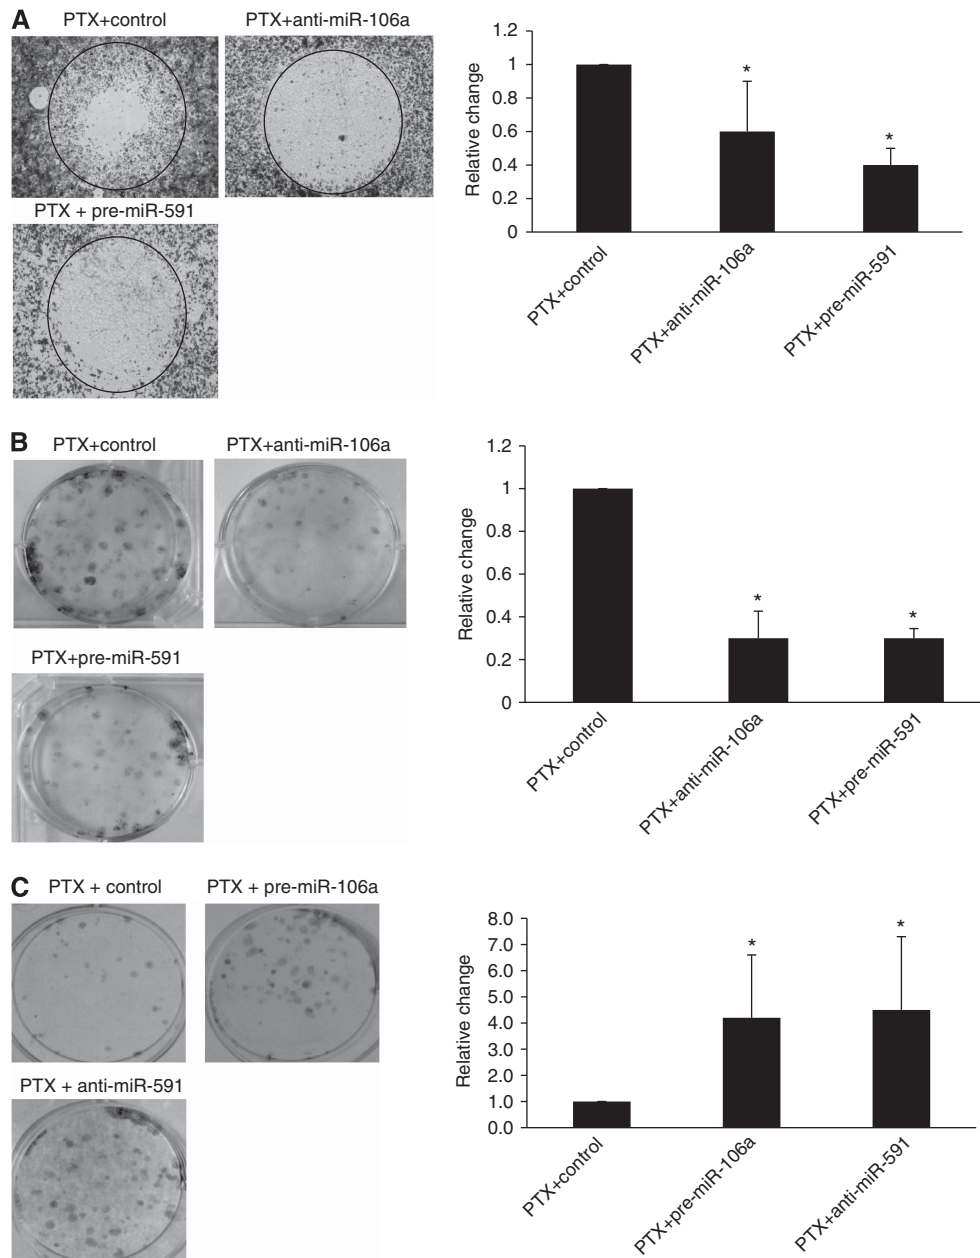 A
PTX+control
PTX+anti-miR-106a
PTX + pre-miR-591
1.2
1
0.8
0.6
0.4
0.2
0
Relative change
*
*
PTX+control
PTX+anti-miR-106a
PTX+pre-miR-591
B
PTX+control
PTX+anti-miR-106a
PTX+pre-miR-591
1.2
1
0.8
0.6
0.4
0.2
0
Relative change
*
*
PTX+control
PTX+anti-miR-106a
PTX+pre-miR-591
C
PTX + control
PTX + pre-miR-106a
PTX + anti-miR-591
8.0
7.0
6.0
5.0
4.0
3.0
2.0
1.0
0.0
Relative change
*
*
PTX+control
PTX+pre-miR-106a
PTX+anti-miR-591